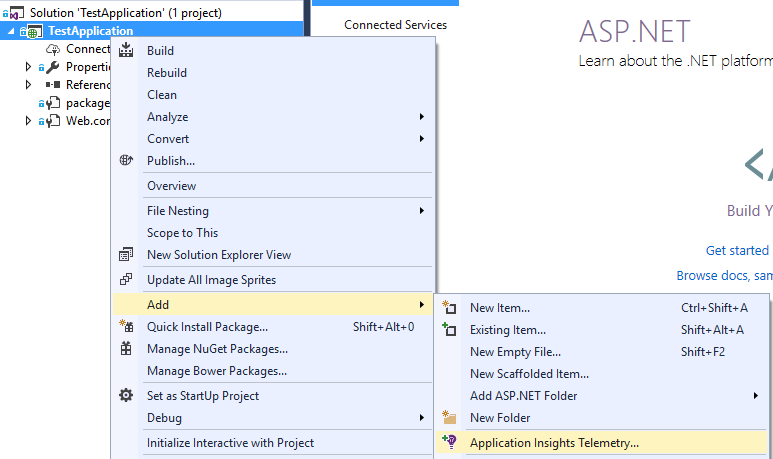 Solution 'TestApplication' (1 project)
TestApplication
Connect
Propertie
Reference
package
Web.con
Connected Services
ASP.NET
Learn about the .NET platform
Build Y
Get started
Browse docs, sam
Build
Rebuild
Clean
Analyze
Convert
Publish...
Overview
File Nesting
Scope to This
New Solution Explorer View
Update All Image Sprites
Add
Quick Install Package... Shift+Alt+0
Manage NuGet Packages...
Manage Bower Packages...
Set as StartUp Project
Debug
Initialize Interactive with Project
New Item... Ctrl+Shift+A
Existing Item... Shift+Alt+A
New Empty File... Shift+F2
New Scaffolded Item...
Add ASP.NET Folder
New Folder
Application Insights Telemetry...